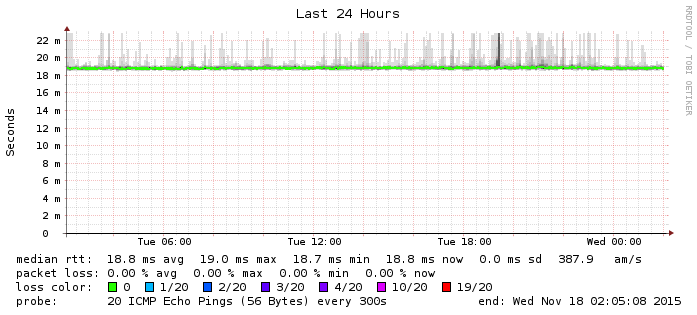 Last 24 Hours
RRDTOOL / TOBI OETIKER
Seconds
22 m
20 m
18 m
16 m
14 m
12 m
10 m
8 m
6 m
4 m
2 m
0
Tue 06:00 Tue 12:00 Tue 18:00 Wed 00:00
median rtt: 18.8 ms avg 19.0 ms max 18.7 ms min 18.8 ms now 0.0 ms sd 387.9 am/s
packet loss: 0.00 % avg 0.00 % max 0.00 % min 0.00 % now
loss color: 0 1/20 2/20 3/20 4/20 10/20 19/20
probe: 20 ICMP Echo Pings (56 Bytes) every 300s end: Wed Nov 18 02:05:08 2015